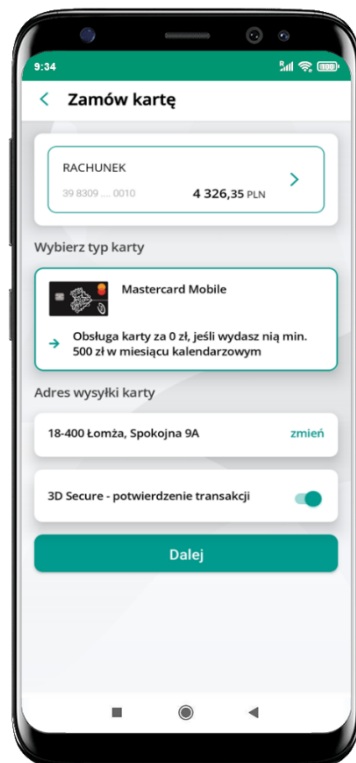 9:34
Zamów kartę
RACHUNEK
39 8309 ... 0010 4 326,35 PLN
Wybierz typ karty
Mastercard Mobile
Obsługa karty za 0 zł, jeśli wydasz nią min.
500 zł w miesiącu kalendarzowym
Adres wysyłki karty
18-400 Łomża, Spokojna 9A zmień
3D Secure - potwierdzenie transakcji
Dalej